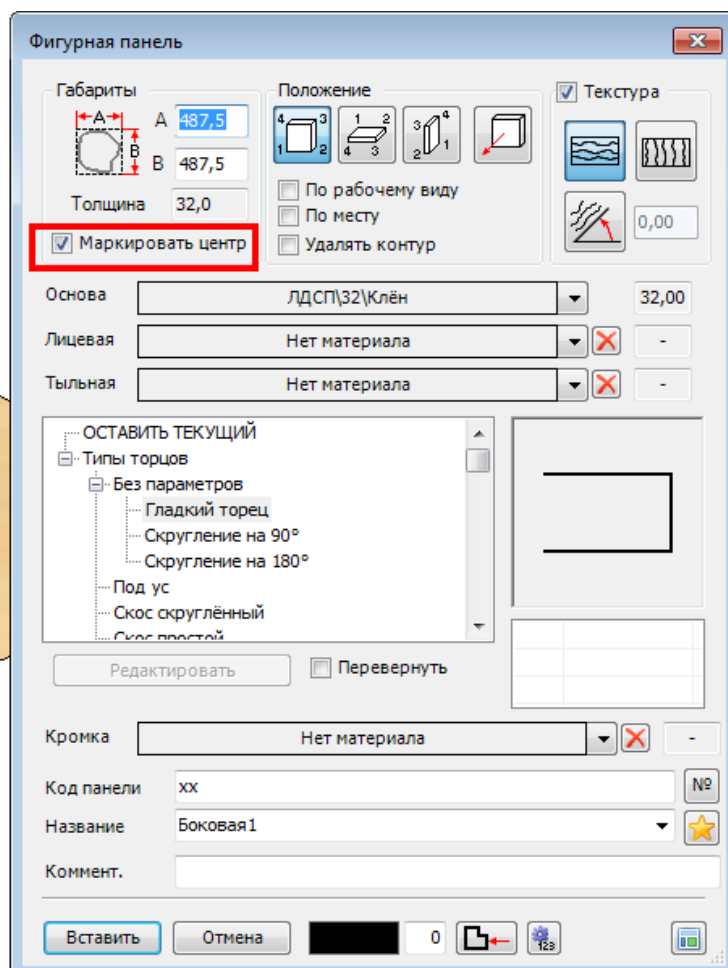 Фигурная панель
Габариты
Положение
Текстура
A
B
A 487,5
B 487,5
Толщина 32,0
Маркировать центр
4 3 1 2
1 2 4 3
3 4 2 1
По рабочему виду
По месту
Удалять контур
0,00
Основа ЛДСП\32\Клён 32,00
Лицевая Нет материала -
Тыльная Нет материала -
ОСТАВИТЬ ТЕКУЩИЙ
Типы торцов
Без параметров
Гладкий торец
Скругление на 90°
Скругление на 180°
Под ус
Скос скруглённый
Скос простой
Редактировать
Перевернуть
Кромка Нет материала -
Код панели xx №
Название Боковая1
Коммент.
Вставить Отмена 0 123